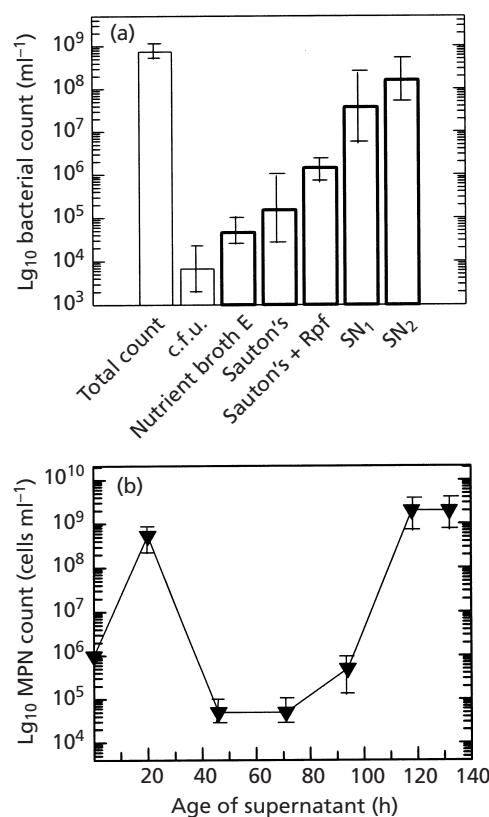 (a)
Lg₁₀ bacterial count (ml⁻¹)
10⁹
10⁸
10⁷
10⁶
10⁵
10⁴
10³
Total count
c.f.u.
Nutrient broth E
Sauton's
Sauton's + Rpf
SN₁
SN₂
(b)
Lg₁₀ MPN count (cells ml⁻¹)
10¹⁰
10⁹
10⁸
10⁷
10⁶
10⁵
10⁴
20 40 60 80 100 120 140
Age of supernatant (h)